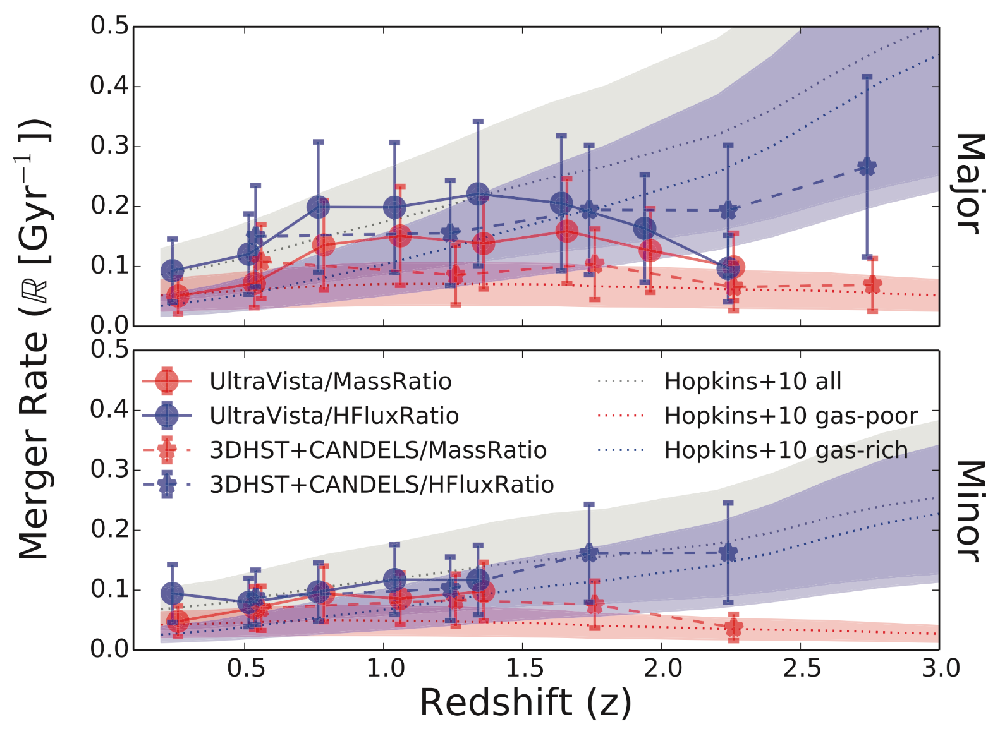 0.5
0.4
0.3
0.2
0.1
0.0
Major
Merger Rate (ℝ [Gyr⁻¹])
0.5
0.4
0.3
0.2
0.1
0.0
UltraVista/MassRatio
UltraVista/HFluxRatio
3DHST+CANDELS/MassRatio
3DHST+CANDELS/HFluxRatio
Hopkins+10 all
Hopkins+10 gas-poor
Hopkins+10 gas-rich
Minor
0.5 1.0 1.5 2.0 2.5 3.0
Redshift (z)